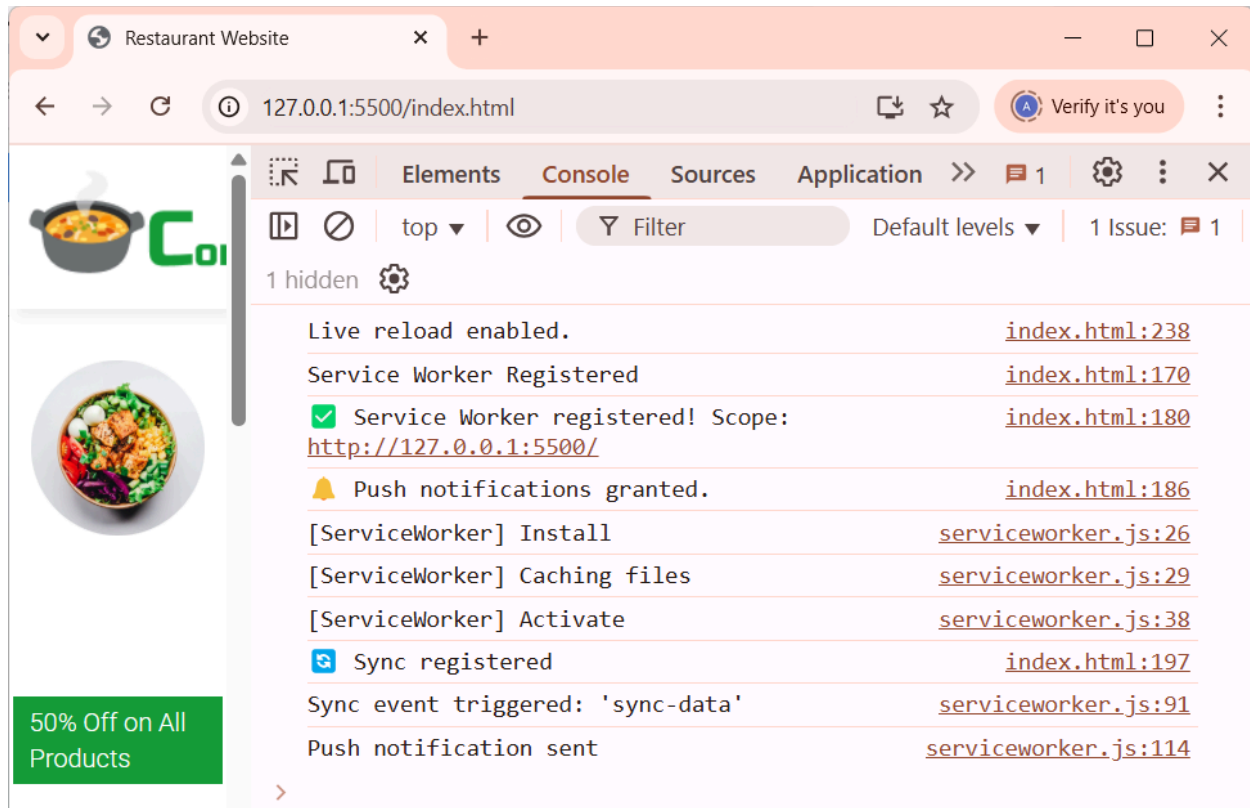 Restaurant Website
127.0.0.1:5500/index.html
A
Verify it's you
Elements Console Sources Application 1
top Filter Default levels 1 Issue: 1
1 hidden
Live reload enabled. index.html:238
Service Worker Registered index.html:170
Service Worker registered! Scope: index.html:180
http://127.0.0.1:5500/
Push notifications granted. index.html:186
[ServiceWorker] Install serviceworker.js:26
[ServiceWorker] Caching files serviceworker.js:29
[ServiceWorker] Activate serviceworker.js:38
Sync registered index.html:197
Sync event triggered: 'sync-data' serviceworker.js:91
Push notification sent serviceworker.js:114
50% Off on All
Products